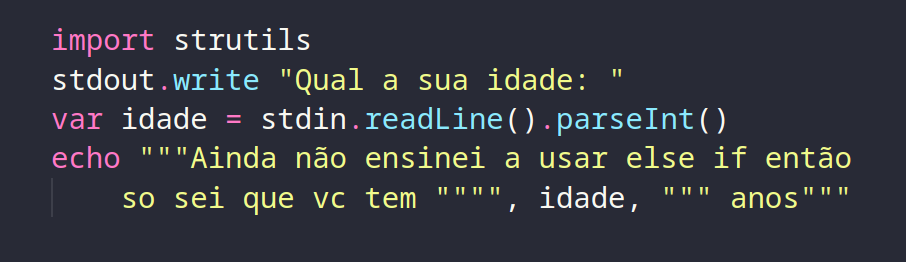 import strutils
stdout.write "Qual a sua idade: "
var idade = stdin.readLine().parseInt()
echo """Ainda não ensinei a usar else if então
    so sei que vc tem """", idade, """ anos"""